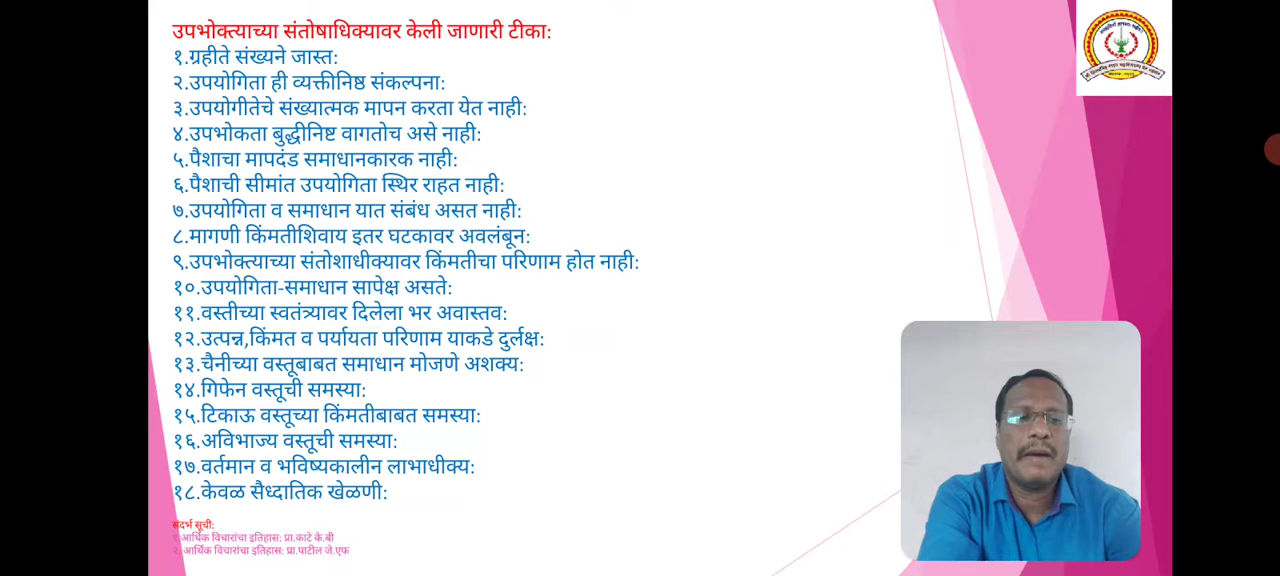 उपभोक्त्याच्या संतोषाधिक्यावर केली जाणारी टीका:
१.ग्रहीते संख्यने जास्त:
२.उपयोगिता ही व्यक्तीनिष्ठ संकल्पना:
३.उपयोगीतेचे संख्यात्मक मापन करता येत नाही:
४.उपभोकता बुद्धीनिष्ट वागतोच असे नाही:
५.पैशाचा मापदंड समाधानकारक नाही:
६.पैशाची सीमांत उपयोगिता स्थिर राहत नाही:
७.उपयोगिता व समाधान यात संबंध असत नाही:
८.मागणी किंमतीशिवाय इतर घटकावर अवलंबून:
९.उपभोक्त्याच्या संतोशाधीक्यावर किंमतीचा परिणाम होत नाही:
१०.उपयोगिता-समाधान सापेक्ष असते:
११.वस्तीच्या स्वतंत्र्यावर दिलेला भर अवास्तव:
१२.उत्पन्न,किंमत व पर्यायता परिणाम याकडे दुर्लक्ष:
१३.चैनीच्या वस्तूबाबत समाधान मोजणे अशक्य:
१४.गिफेन वस्तूची समस्या:
१५.टिकाऊ वस्तूच्या किंमतीबाबत समस्या:
१६.अविभाज्य वस्तूची समस्या:
१७.वर्तमान व भविष्यकालीन लाभाधीक्य:
१८.केवळ सैध्दातिक खेळणी:
संदर्भ सूची:
१.आर्थिक विचारांचा इतिहास: प्रा.काटे के.बी
२. आर्थिक विचारांचा इतिहास: प्रा.पाटील जे.एफ